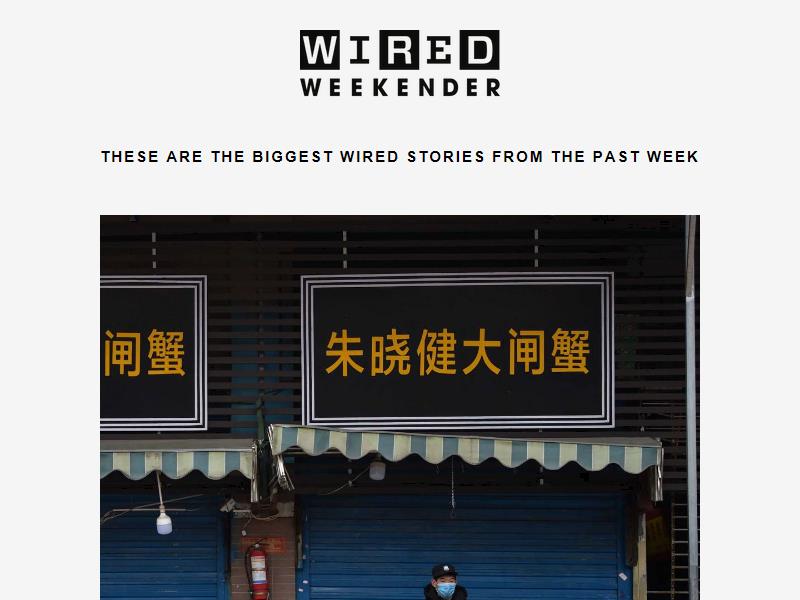 WIRED
WEEKENDER
THESE ARE THE BIGGEST WIRED STORIES FROM THE PAST WEEK
闸蟹
朱晓健大闸蟹